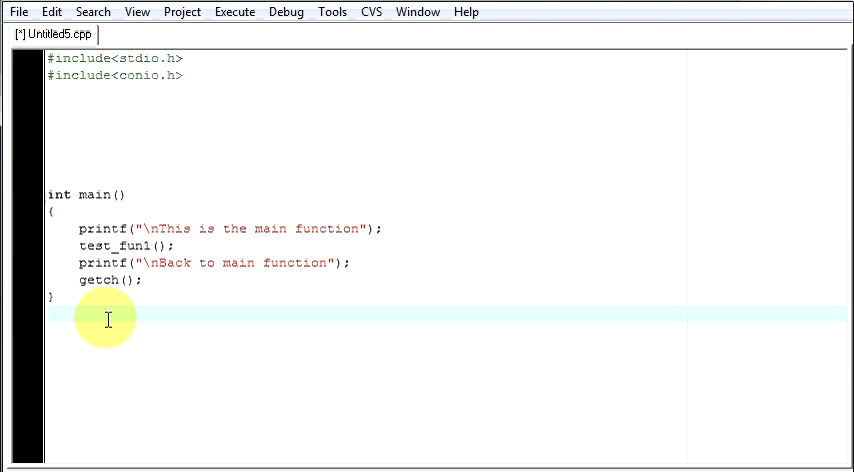 File Edit Search View Project Execute Debug Tools CVS Window Help
[*] Untitled5.cpp
#include<stdio.h>
#include<conio.h>
int main()
{
printf("\nThis is the main function");
test_fun1();
printf("\nBack to main function");
getch();
}